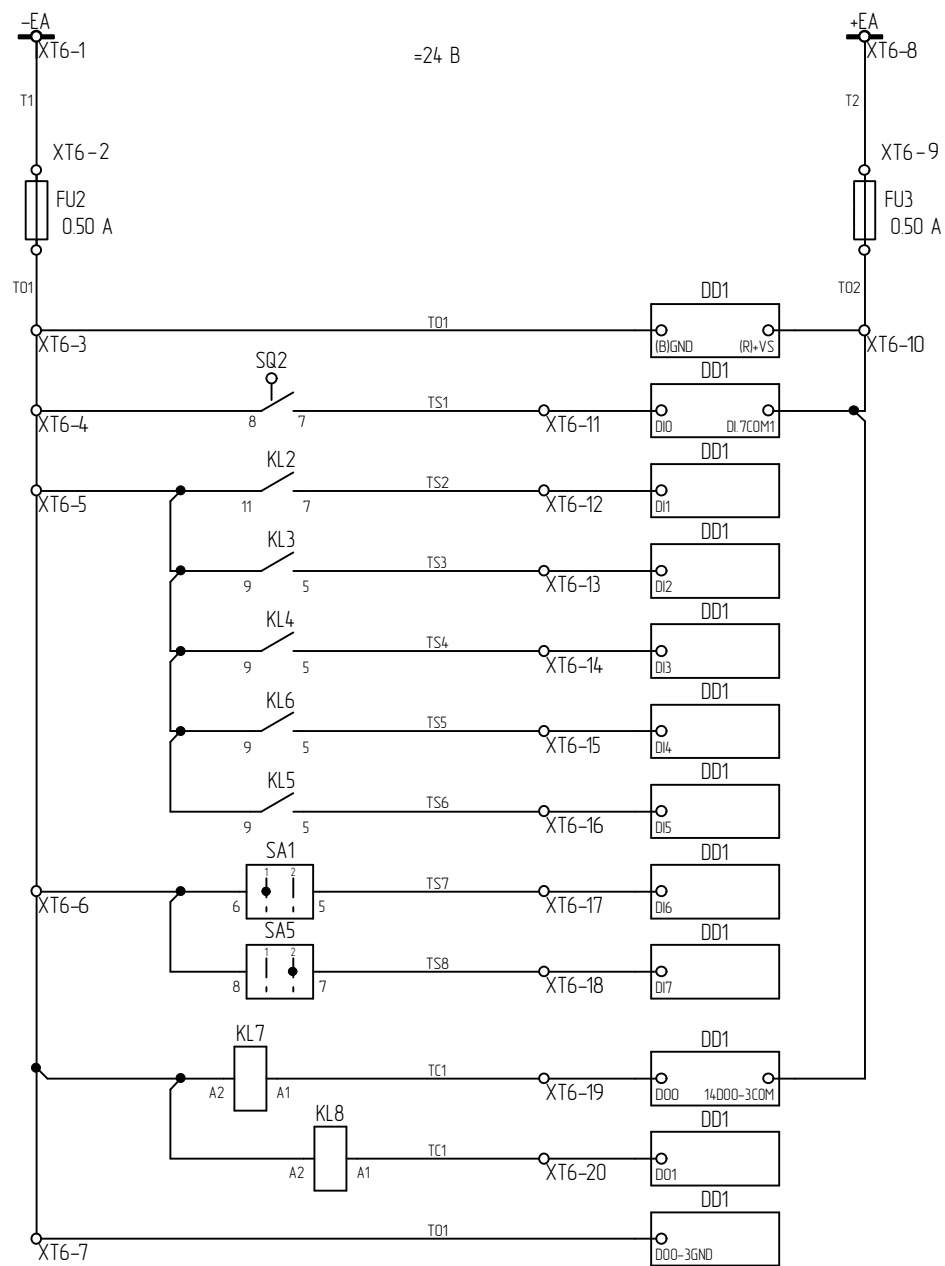 -EA
+EA
XT6-1
=24 В
XT6-8
T1
T2
XT6-2
XT6-9
FU2
FU3
0.50 А
0.50 А
T01
T02
DD1
T01
XT6-3
(B)GND
(R)+VS
XT6-10
SQ2
DD1
TS1
XT6-4
8
7
XT6-11
DI0
DI.7COM1
KL2
DD1
TS2
XT6-5
11
7
XT6-12
DI1
KL3
DD1
TS3
9
5
XT6-13
DI2
KL4
DD1
TS4
9
5
XT6-14
DI3
KL6
DD1
TS5
9
5
XT6-15
DI4
KL5
DD1
TS6
9
5
XT6-16
DI5
SA1
DD1
1
2
TS7
XT6-6
6
5
XT6-17
DI6
SA5
DD1
1
2
TS8
8
7
XT6-18
DI7
KL7
DD1
TC1
A2
A1
XT6-19
DO0
14DO0-3COM
KL8
DD1
TC1
A2
A1
XT6-20
DO1
DD1
T01
XT6-7
DO0-3GND